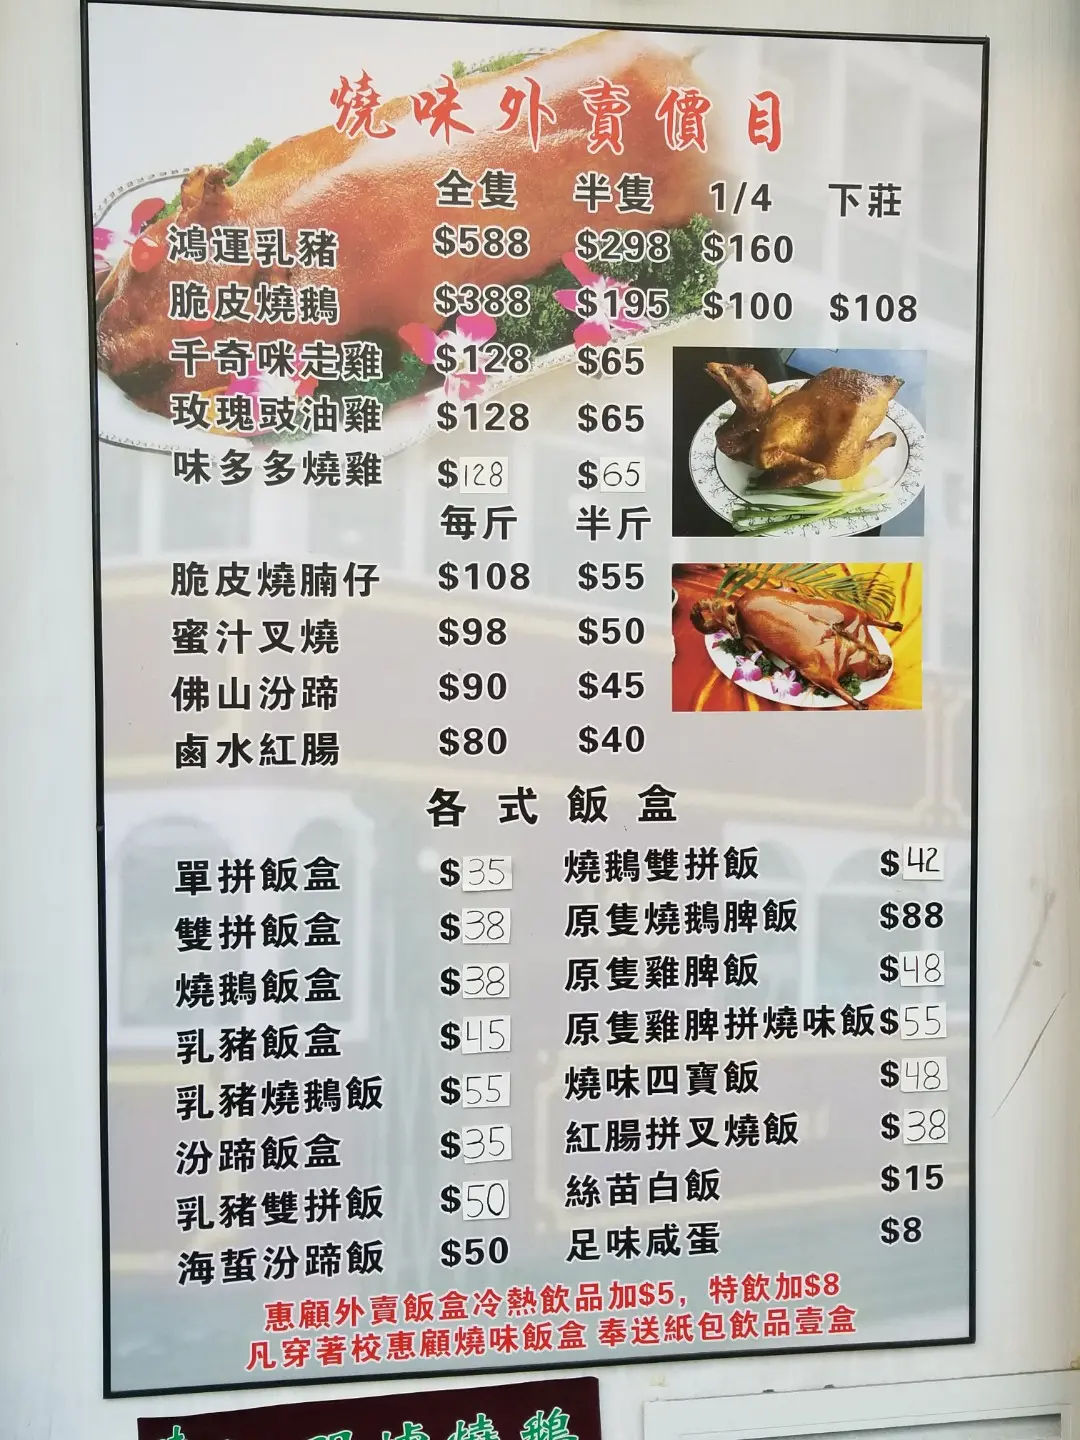 燒味外賣價目
全隻 半隻 1/4 下莊
鴻運乳豬 $588 $298 $160
脆皮燒鵝 $388 $195 $100 $108
千奇咪走雞 $128 $65
玫瑰豉油雞 $128 $65
味多多燒雞 $128 $65
每斤 半斤
脆皮燒腩仔 $108 $55
蜜汁叉燒 $98 $50
佛山汾蹄 $90 $45
鹵水紅腸 $80 $40
各式飯盒
單拼飯盒 $35 燒鵝雙拼飯 $42
雙拼飯盒 $38 原隻燒鵝脾飯 $88
燒鵝飯盒 $38 原隻雞脾飯 $48
乳豬飯盒 $45 原隻雞脾拼燒味飯 $55
乳豬燒鵝飯 $55 燒味四寶飯 $48
汾蹄飯盒 $35 紅腸拼叉燒飯 $38
乳豬雙拼飯 $50 絲苗白飯 $15
海蜇汾蹄飯 $50 足味咸蛋 $8
惠顧外賣飯盒冷熱飲品加$5，特飲加$8
凡穿著校惠顧燒味飯盒 奉送紙包飲品壹盒
燒鵝